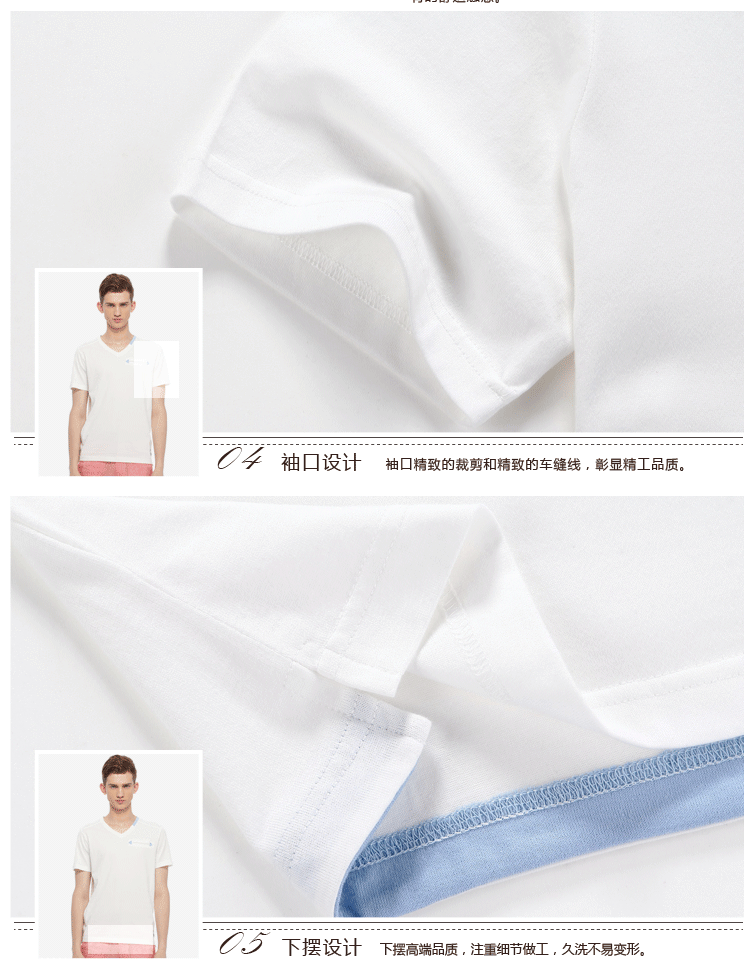 04 袖口设计 袖口精致的裁剪和精致的车缝线，彰显精工品质。
05 下摆设计 下摆高端品质，注重细节做工，久洗不易变形。